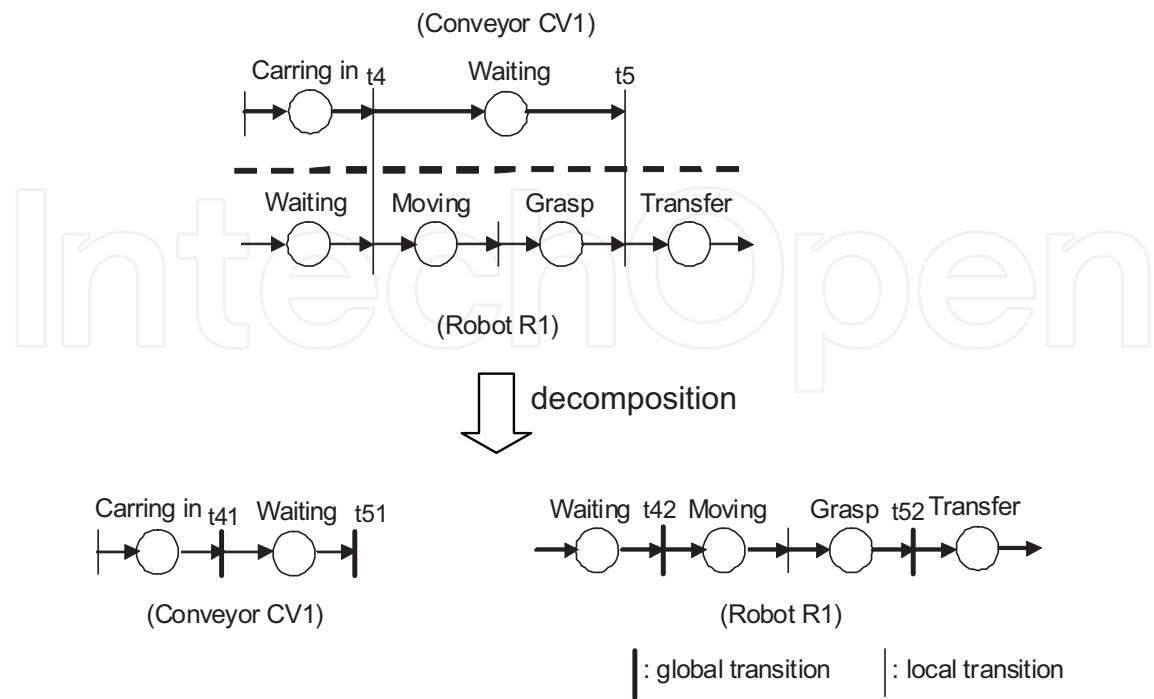 (Conveyor CV1)
Carring in t4 Waiting t5
Waiting Moving Grasp Transfer
(Robot R1)
decomposition
Carring in t41 Waiting t51
(Conveyor CV1)
Waiting t42 Moving Grasp t52 Transfer
(Robot R1)
: global transition : local transition
IntechOpen